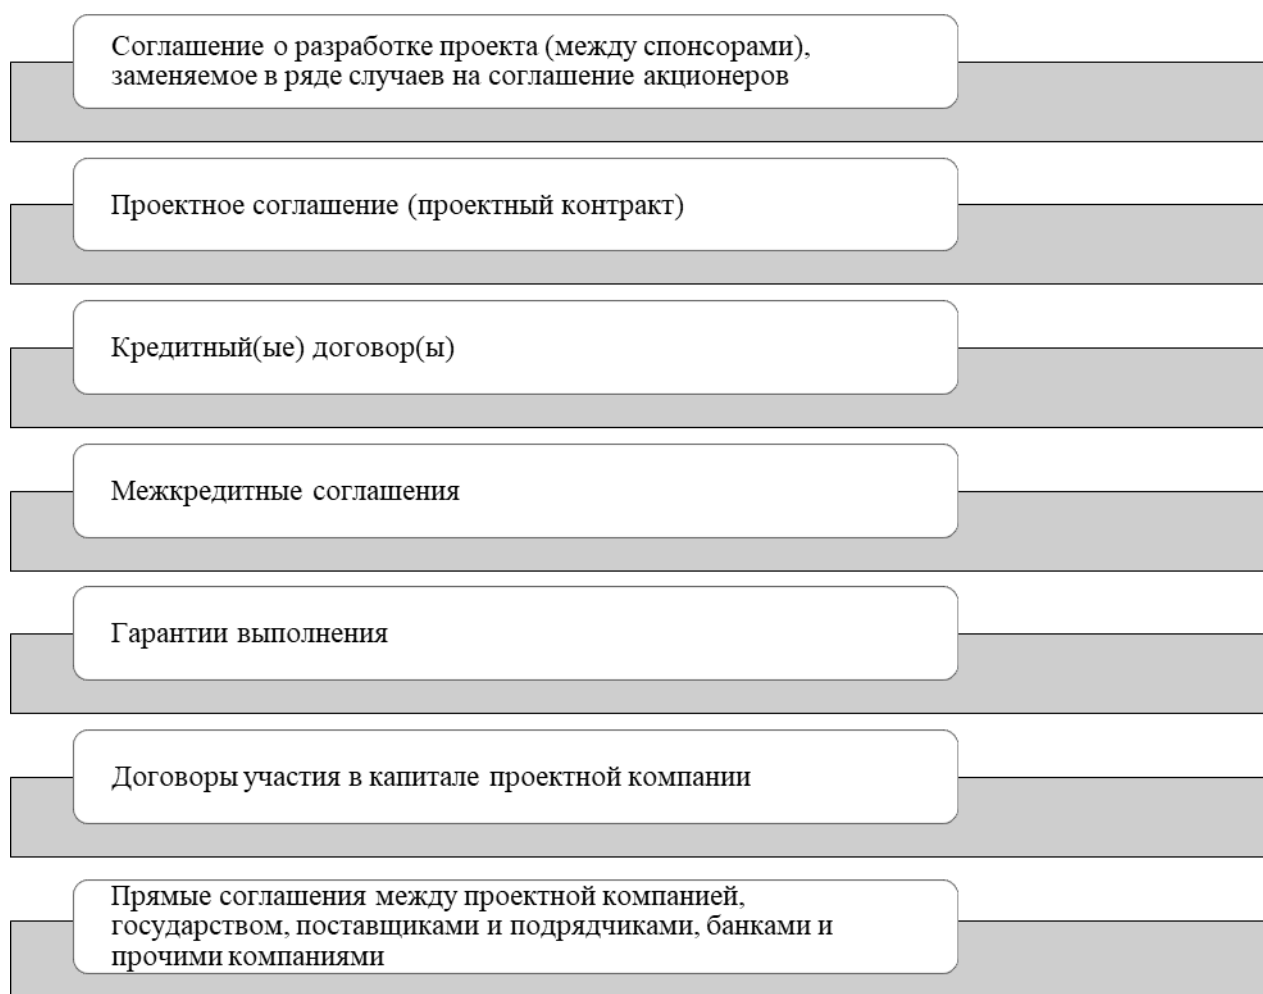 Соглашение о разработке проекта (между спонсорами),
заменяемое в ряде случаев на соглашение акционеров
Проектное соглашение (проектный контракт)
Кредитный(ые) договор(ы)
Межкредитные соглашения
Гарантии выполнения
Договоры участия в капитале проектной компании
Прямые соглашения между проектной компанией,
государством, поставщиками и подрядчиками, банками и
прочими компаниями